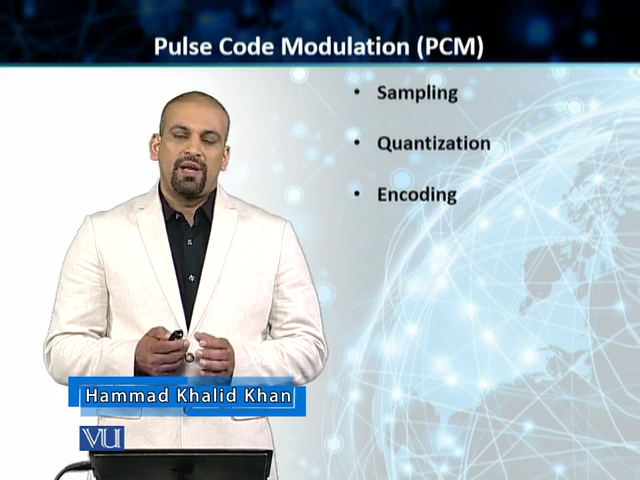 Pulse Code Modulation (PCM)
• Sampling
• Quantization
• Encoding
Hammad Khalid Khan
VU